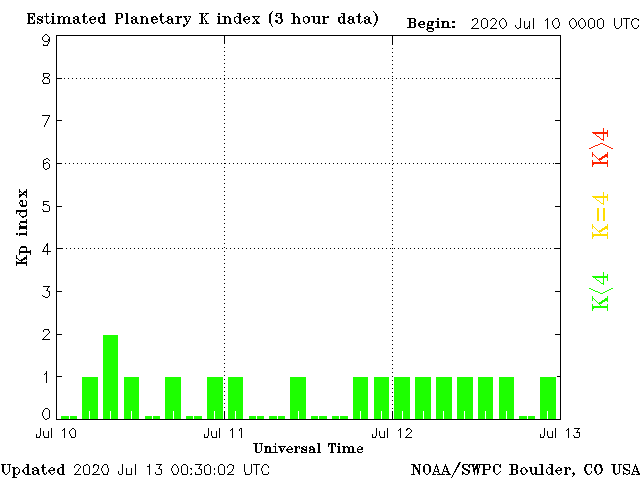 Estimated Planetary K index (3 hour data) Begin: 2020 Jul 10 0000 UTC
9
8
7
6
5
4
3
2
1
0
Kp index
K>4
K=4
K<4
Jul 10 Jul 11 Jul 12 Jul 13
Universal Time
Updated 2020 Jul 13 00:30:02 UTC NOAA/SWPC Boulder, CO USA